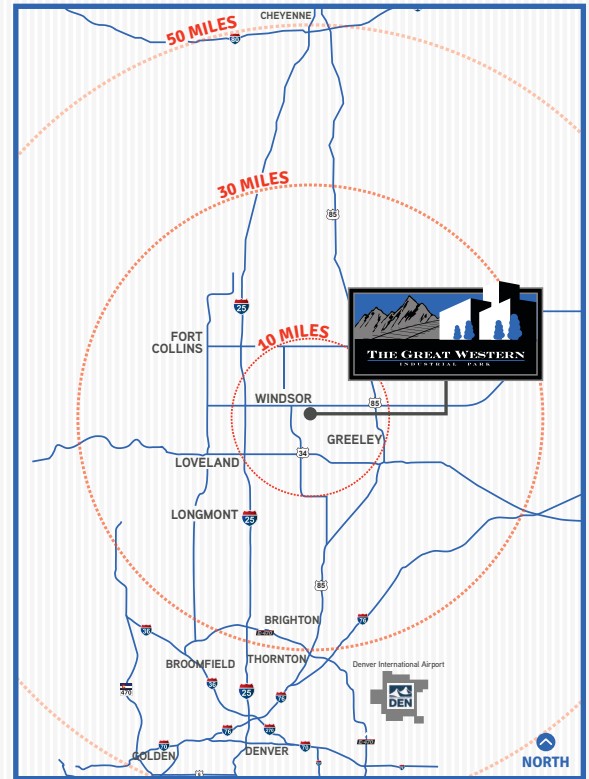 CHEYENNE
50 MILES
80
30 MILES
85
25
10 MILES
FORT
COLLINS
THE GREAT WESTERN
INDUSTRIAL PARK
WINDSOR
85
GREELEY
34
LOVELAND
LONGMONT
25
85
BRIGHTON
76
36
E-470
THORNTON
BROOMFIELD
Denver International Airport
36
25
76
470
DEN
76
270
E-470
70
70
GOLDEN
DENVER
NORTH